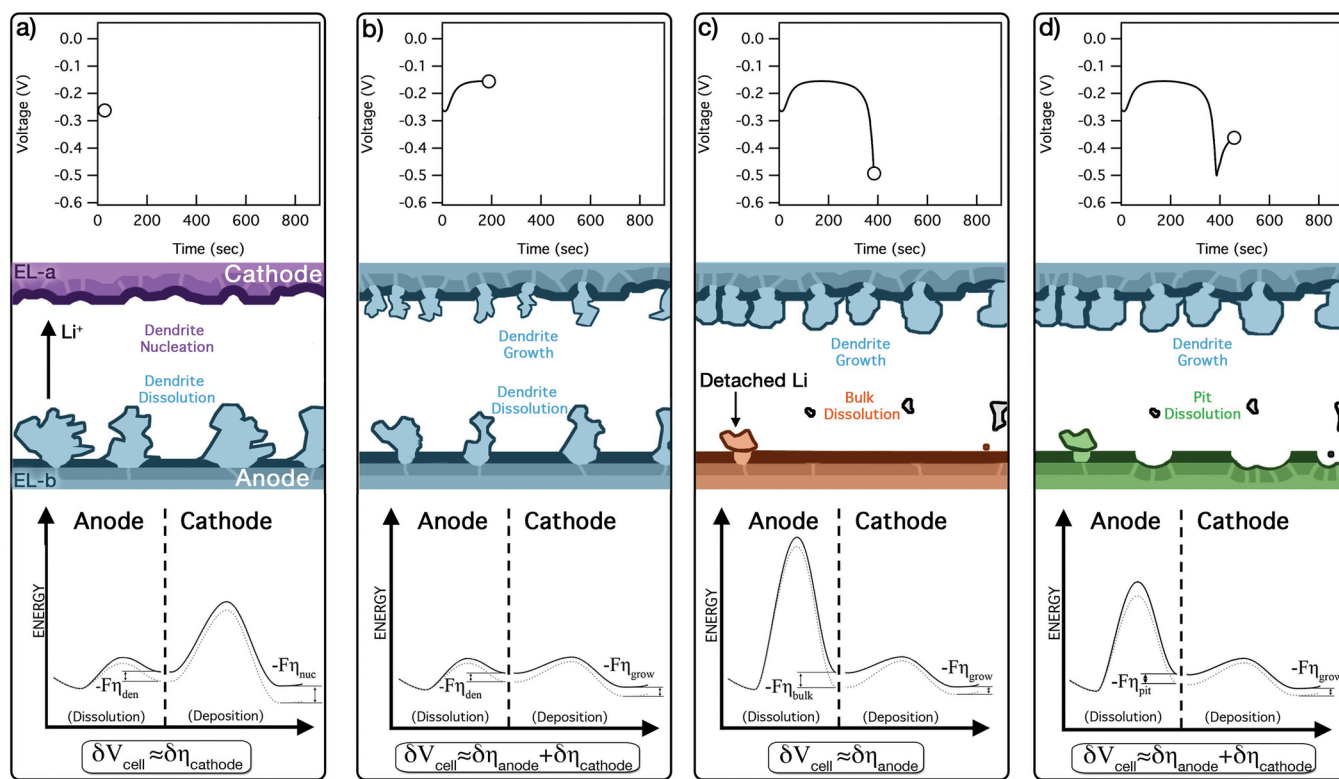 a)
0.0
-0.1
-0.2
-0.3
-0.4
-0.5
-0.6
Voltage (V)
0 200 400 600 800
Time (sec)
EL-a
Cathode
Li⁺
Dendrite
Nucleation
Dendrite
Dissolution
EL-b
Anode
Anode Cathode
ENERGY
-Fη_den
-Fη_nuc
(Dissolution) (Deposition)
δV_cell≈δη_cathode
b)
0.0
-0.1
-0.2
-0.3
-0.4
-0.5
-0.6
Voltage (V)
0 200 400 600 800
Time (sec)
Dendrite
Growth
Dendrite
Dissolution
Anode Cathode
ENERGY
-Fη_den
-Fη_grow
(Dissolution) (Deposition)
δV_cell≈δη_anode+δη_cathode
c)
0.0
-0.1
-0.2
-0.3
-0.4
-0.5
-0.6
Voltage (V)
0 200 400 600 800
Time (sec)
Dendrite
Growth
Detached Li
Bulk
Dissolution
Anode Cathode
ENERGY
-Fη_bulk
-Fη_grow
(Dissolution) (Deposition)
δV_cell≈δη_anode
d)
0.0
-0.1
-0.2
-0.3
-0.4
-0.5
-0.6
Voltage (V)
0 200 400 600 800
Time (sec)
Dendrite
Growth
Pit
Dissolution
Anode Cathode
ENERGY
-Fη_pit
-Fη_grow
(Dissolution) (Deposition)
δV_cell≈δη_anode+δη_cathode